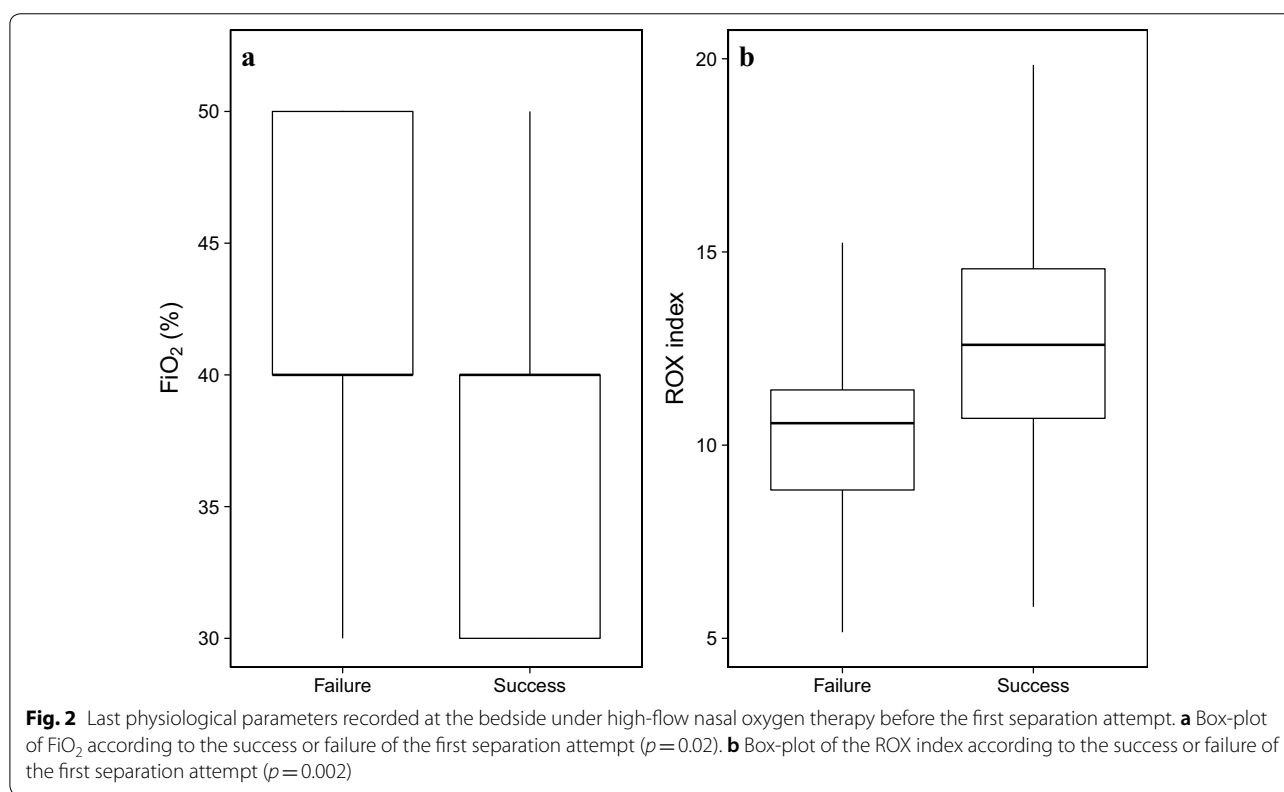 a
50
45
40
35
30
FiO2 (%)
Failure
Success
b
20
15
10
5
ROX index
Failure
Success
Fig. 2 Last physiological parameters recorded at the bedside under high-flow nasal oxygen therapy before the first separation attempt. a Box-plot
of FiO2 according to the success or failure of the first separation attempt (p = 0.02). b Box-plot of the ROX index according to the success or failure of
the first separation attempt (p = 0.002)